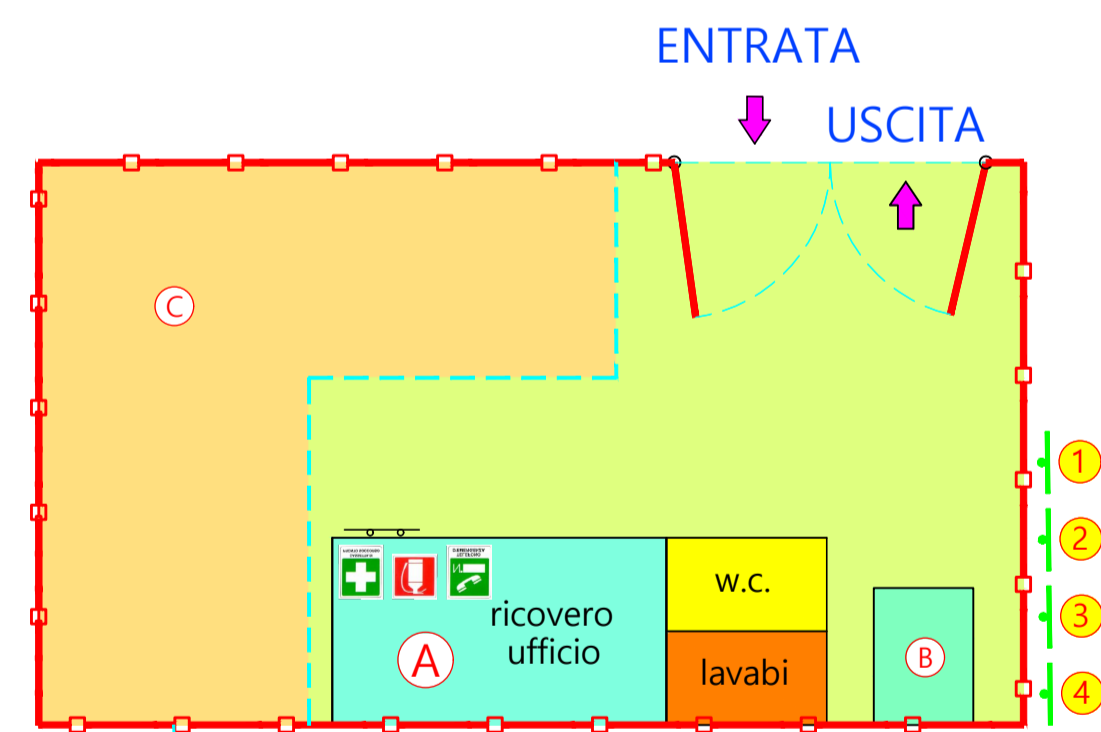 ENTRATA
USCITA
C
1
2
3
4
w.c.
ricovero
ufficio
A
lavabi
B